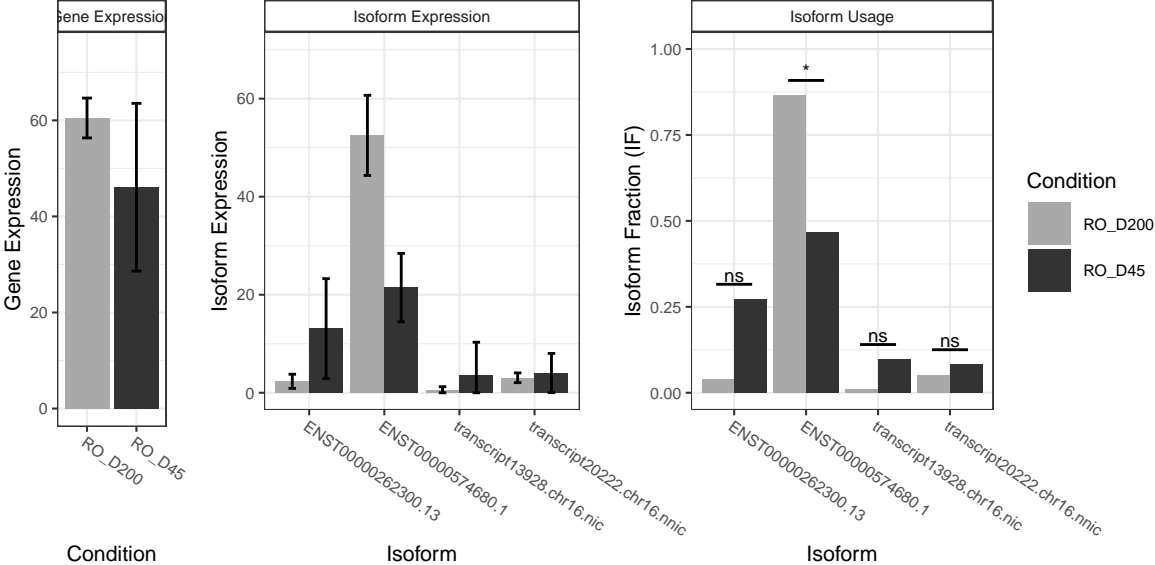 Gene Expression
Isoform Expression
Isoform Usage
Gene Expression
60
40
20
0
RO_D200
RO_D45
Condition
Isoform Expression
60
40
20
0
ENST00000262300.13
ENST00000574680.1
transcript13928.chr16.nic
transcript20222.chr16.nnic
Isoform
Isoform Fraction (IF)
1.00
0.75
0.50
0.25
0.00
ns
*
ns
ns
ENST00000262300.13
ENST00000574680.1
transcript13928.chr16.nic
transcript20222.chr16.nnic
Isoform
Condition
RO_D200
RO_D45